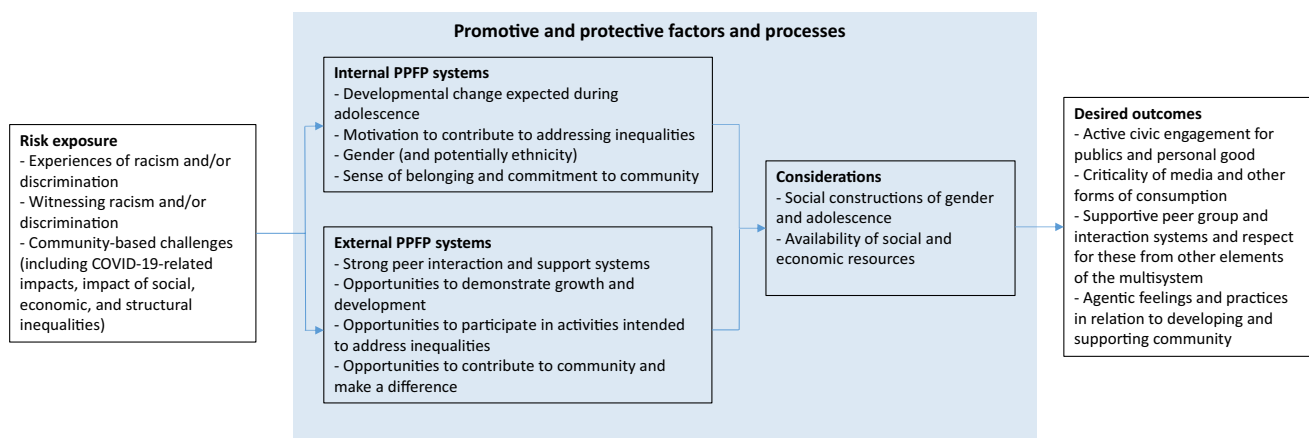 Promotive and protective factors and processes
Risk exposure
- Experiences of racism and/or
discrimination
- Witnessing racism and/or
discrimination
- Community-based challenges
(including COVID-19-related
impacts, impact of social,
economic, and structural
inequalities)
Internal PPFP systems
- Developmental change expected during
adolescence
- Motivation to contribute to addressing inequalities
- Gender (and potentially ethnicity)
- Sense of belonging and commitment to community
External PPFP systems
- Strong peer interaction and support systems
- Opportunities to demonstrate growth and
development
- Opportunities to participate in activities intended
to address inequalities
- Opportunities to contribute to community and
make a difference
Considerations
- Social constructions of gender
and adolescence
- Availability of social and
economic resources
Desired outcomes
- Active civic engagement for
publics and personal good
- Criticality of media and other
forms of consumption
- Supportive peer group and
interaction systems and respect
for these from other elements
of the multisystem
- Agentic feelings and practices
in relation to developing and
supporting community